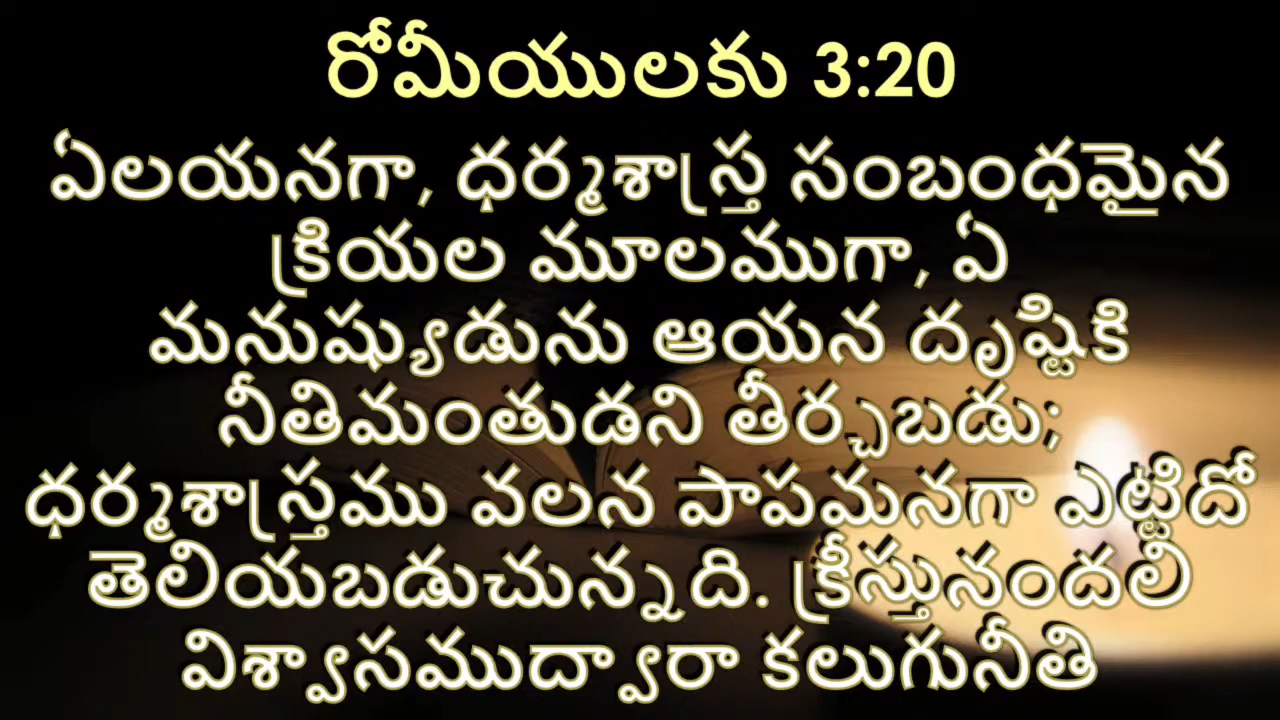 రోమీయులకు 3:20
ఏలయనగా, ధర్మశాస్త్ర సంబంధమైన
క్రియల మూలముగా, ఏ
మనుష్యుడును ఆయన దృష్టికి
నీతిమంతుడని తీర్చబడు;
ధర్మశాస్త్రము వలన పాపమనగా ఎట్టిదో
తెలియబడుచున్నది. క్రీస్తునందలి
విశ్వాసముద్వారా కలుగునీతి